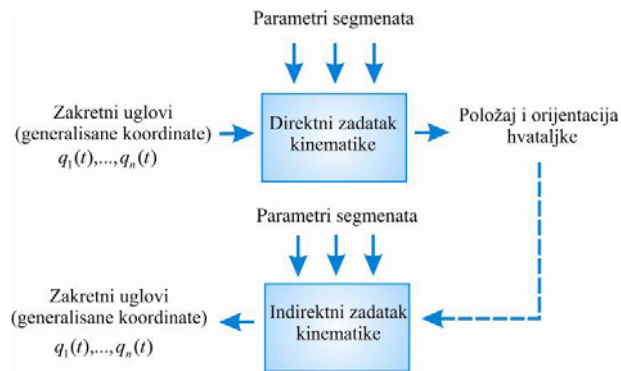 Parametri segmenata
Zakretni uglovi
(generalisane koordinate)
q₁(t),...,qₙ(t)
Direktni zadatak
kinematike
Položaj i orijentacija
hvataljke
Parametri segmenata
Zakretni uglovi
(generalisane koordinate)
q₁(t),...,qₙ(t)
Indirektni zadatak
kinematike